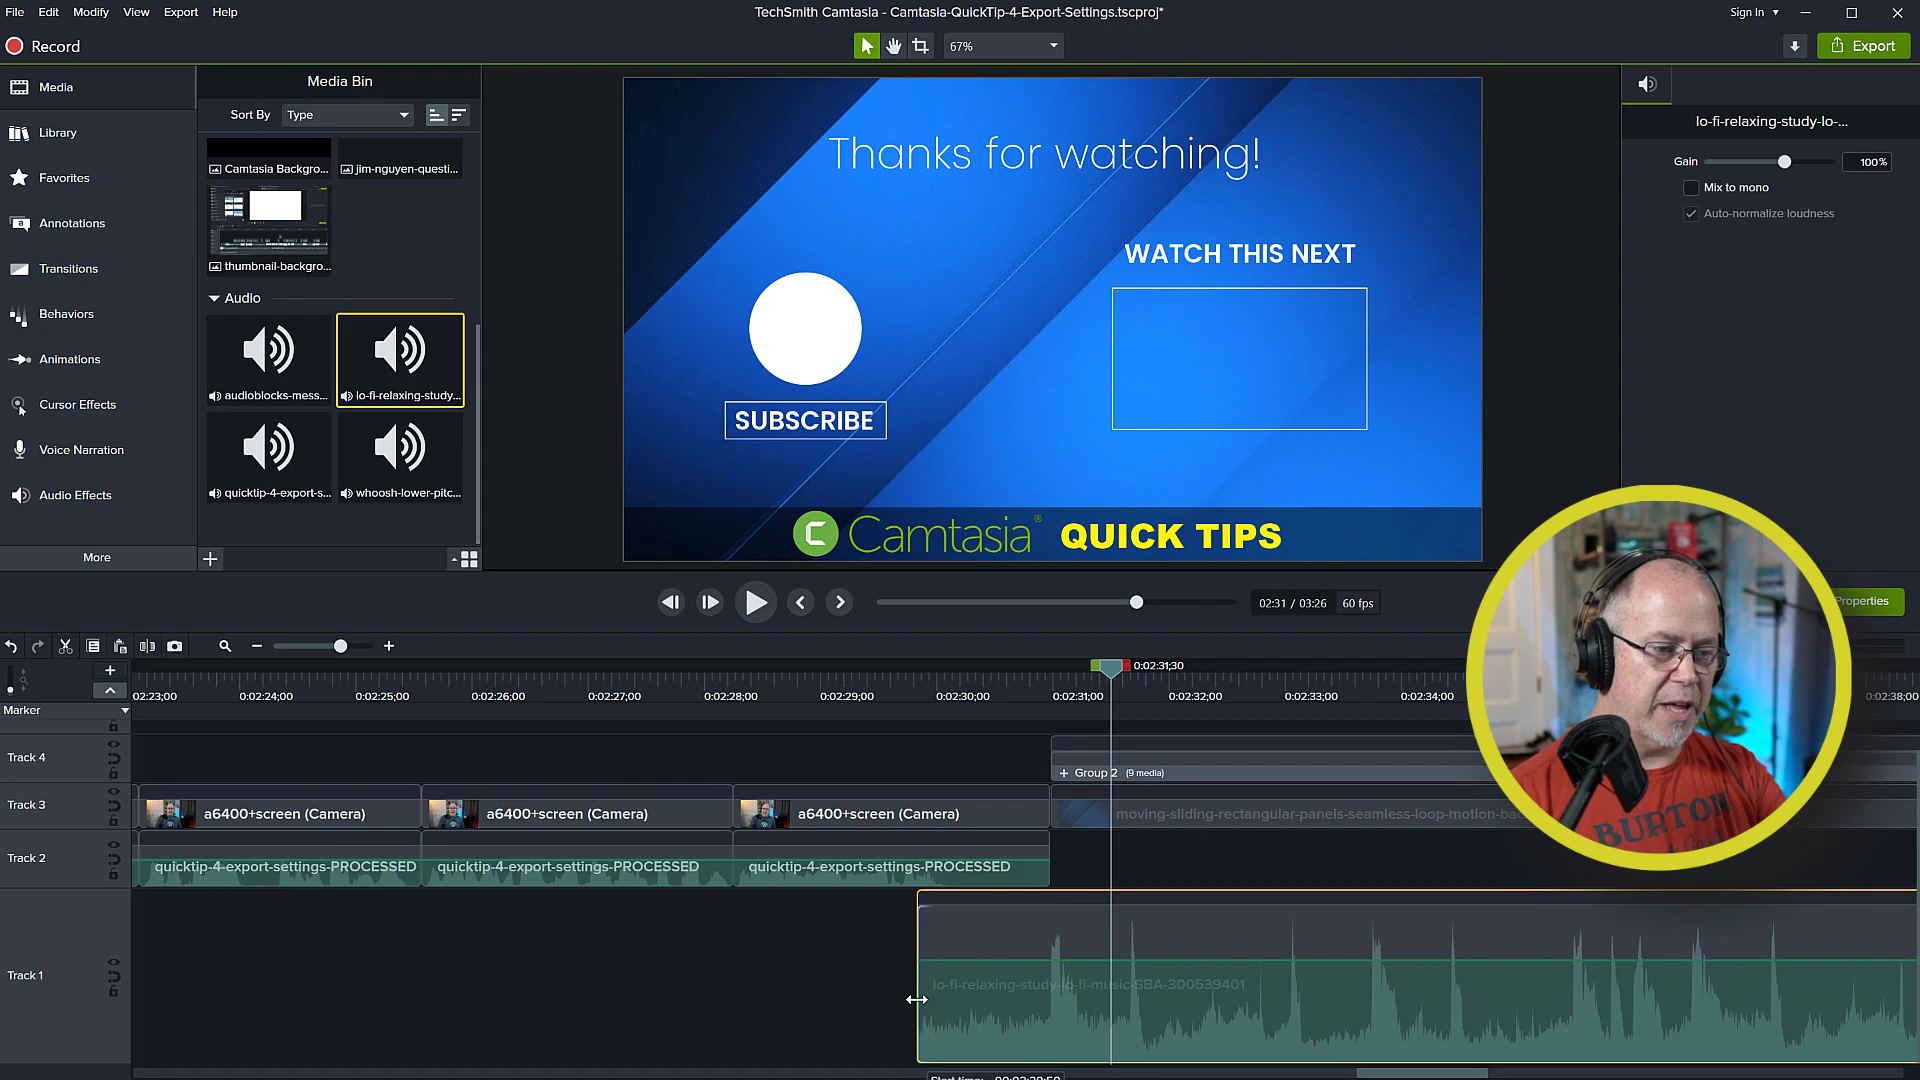 File Edit Modify View Export Help
TechSmith Camtasia - Camtasia-QuickTip-4-Export-Settings.tscproj*
Sign In
Record
67%
Export
Media
Library
Favorites
Annotations
Transitions
Behaviors
Animations
Cursor Effects
Voice Narration
Audio Effects
More
Media Bin
Sort By Type
Camtasia Backgro...
jim-nguyen-questi...
thumbnail-backgro...
Audio
audioblocks-mess...
lo-fi-relaxing-study...
quicktip-4-export-s...
whoosh-lower-pitc...
Thanks for watching!
WATCH THIS NEXT
SUBSCRIBE
Camtasia® QUICK TIPS
lo-fi-relaxing-study-lo-...
Gain 100%
Mix to mono
Auto-normalize loudness
02:31 / 03:26 60 fps
Properties
0:02:31;30
02:23;00 0:02:24;00 0:02:25;00 0:02:26;00 0:02:27;00 0:02:28;00 0:02:29;00 0:02:30;00 0:02:31;00 0:02:32;00 0:02:33;00 0:02:34;00 0:02:38;00
Marker
Track 4
+ Group 2 (9 media)
Track 3
a6400+screen (Camera)
a6400+screen (Camera)
a6400+screen (Camera)
moving-sliding-rectangular-panels-seamless-loop-motion-bac
Track 2
quicktip-4-export-settings-PROCESSED
quicktip-4-export-settings-PROCESSED
quicktip-4-export-settings-PROCESSED
Track 1
lo-fi-relaxing-study-lo-fi-music-SBA-300539401
BURTON